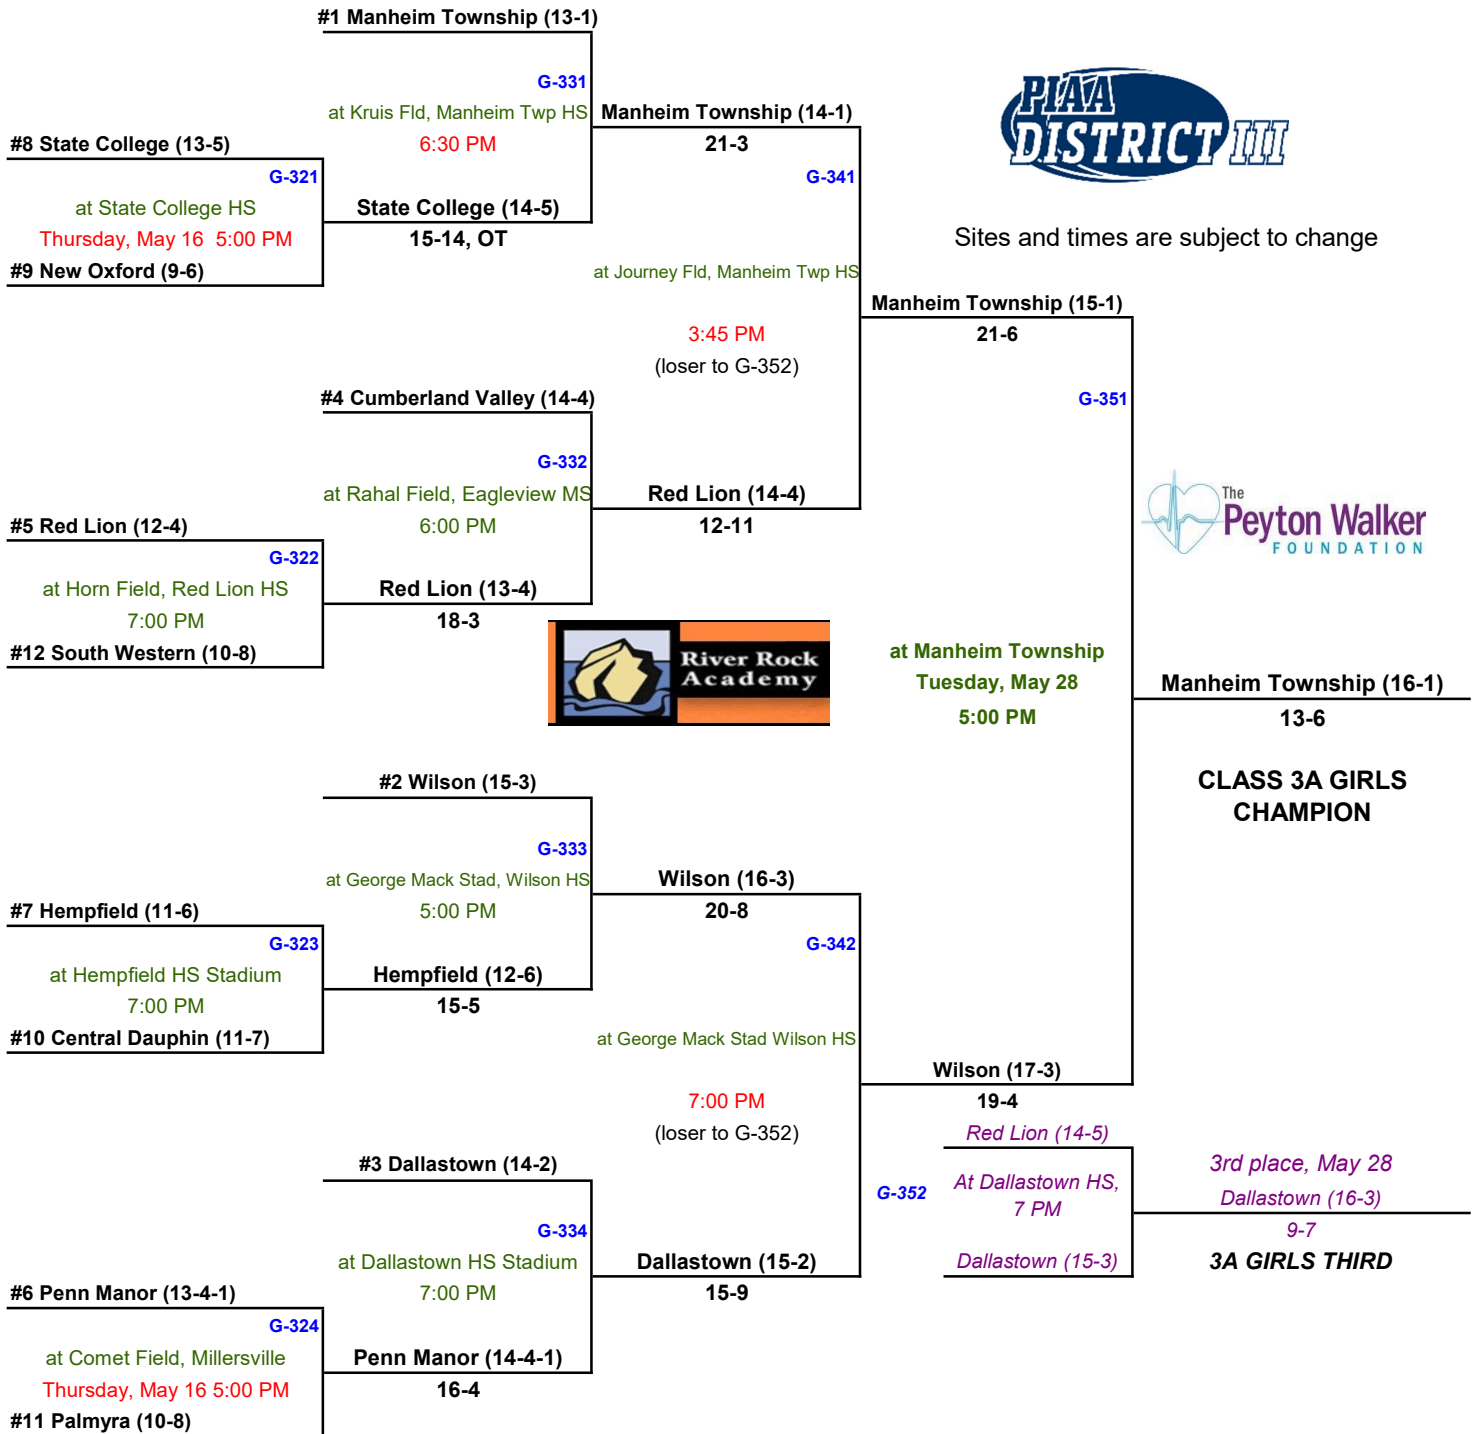 #1 Manheim Township (13-1)
G-331
at Kruis Fld, Manheim Twp HS
6:30 PM
Manheim Township (14-1)
21-3
PIAA
DISTRICT III
#8 State College (13-5)
G-321
at State College HS
Thursday, May 16 5:00 PM
#9 New Oxford (9-6)
State College (14-5)
15-14, OT
G-341
Sites and times are subject to change
at Journey Fld, Manheim Twp HS
3:45 PM
(loser to G-352)
Manheim Township (15-1)
21-6
#4 Cumberland Valley (14-4)
G-351
G-332
at Rahal Field, Eagleview MS
6:00 PM
Red Lion (14-4)
12-11
The
Peyton Walker
FOUNDATION
#5 Red Lion (12-4)
G-322
at Horn Field, Red Lion HS
7:00 PM
#12 South Western (10-8)
Red Lion (13-4)
18-3
River Rock
Academy
at Manheim Township
Tuesday, May 28
5:00 PM
Manheim Township (16-1)
13-6
CLASS 3A GIRLS
CHAMPION
#2 Wilson (15-3)
G-333
at George Mack Stad, Wilson HS
5:00 PM
Wilson (16-3)
20-8
#7 Hempfield (11-6)
G-323
at Hempfield HS Stadium
7:00 PM
#10 Central Dauphin (11-7)
Hempfield (12-6)
15-5
G-342
at George Mack Stad Wilson HS
7:00 PM
(loser to G-352)
Wilson (17-3)
19-4
#3 Dallastown (14-2)
G-334
at Dallastown HS Stadium
7:00 PM
Dallastown (15-2)
15-9
G-352
Red Lion (14-5)
At Dallastown HS,
7 PM
Dallastown (15-3)
3rd place, May 28
Dallastown (16-3)
9-7
3A GIRLS THIRD
#6 Penn Manor (13-4-1)
G-324
at Comet Field, Millersville
Thursday, May 16 5:00 PM
#11 Palmyra (10-8)
Penn Manor (14-4-1)
16-4